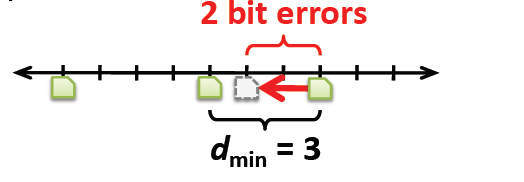 2 bit errors
dmin = 3